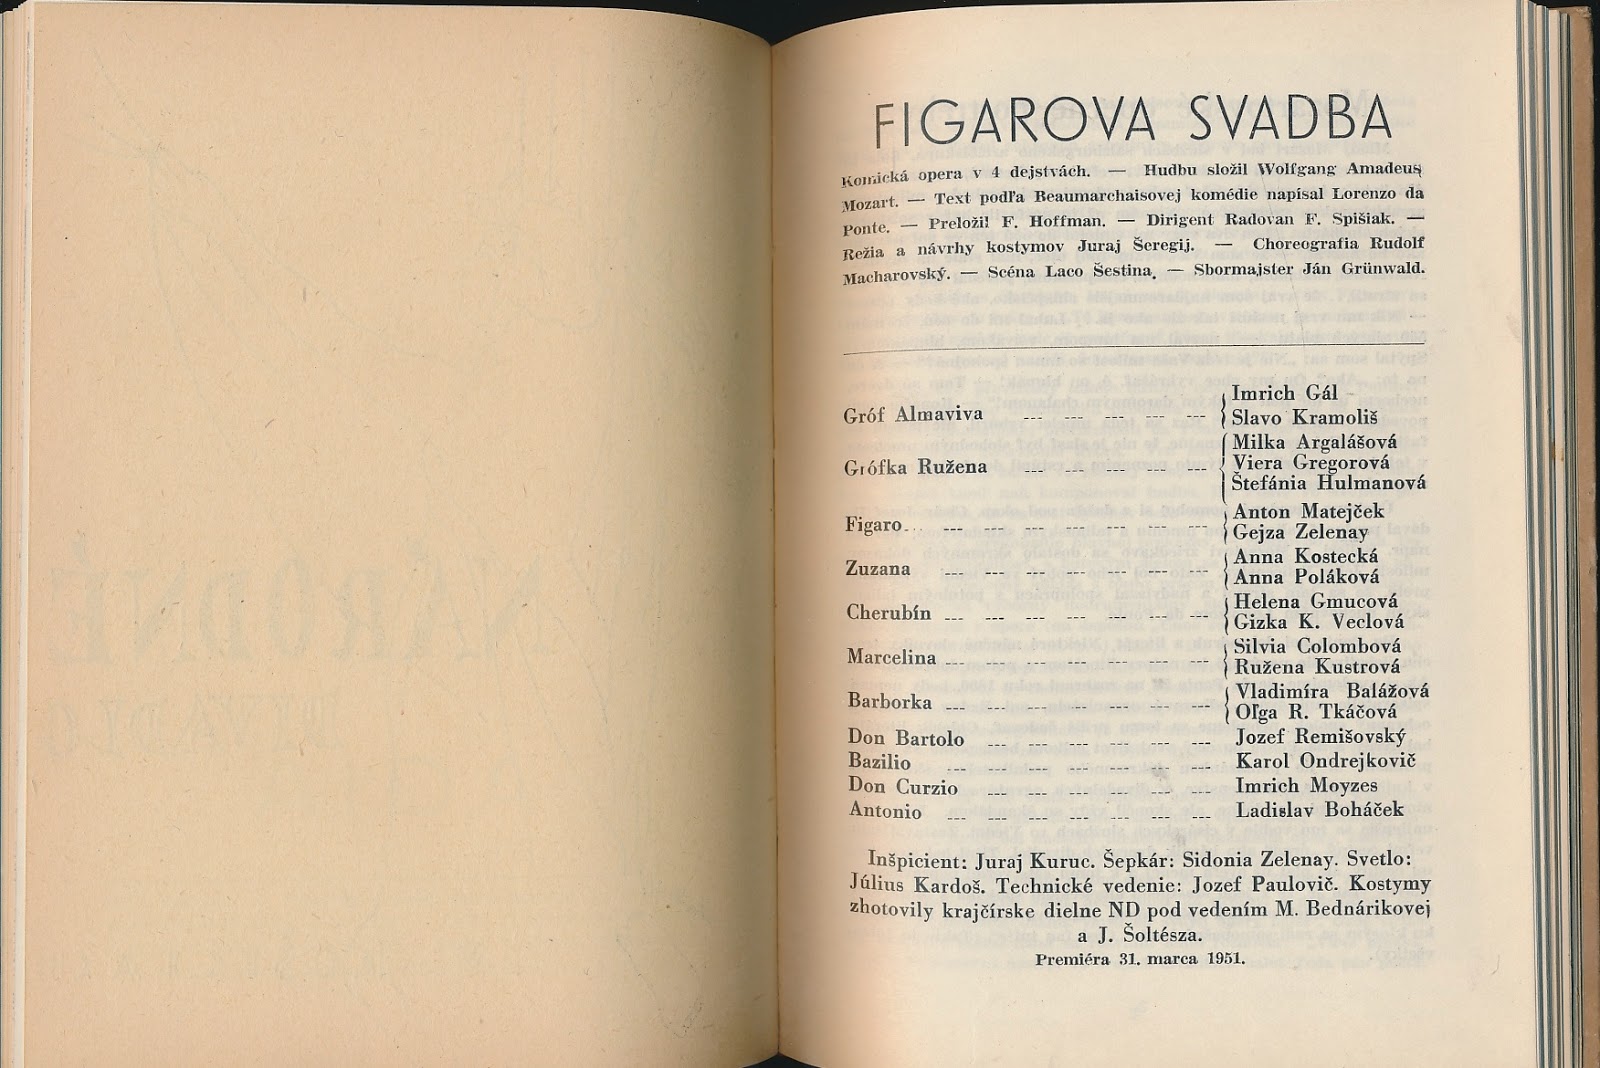 FIGAROVA SVADBA
Komická opera v 4 dejstvách. — Hudbu složil Wolfgang Amadeus
Mozart. — Text podľa Beaumarchaisovej komédie napísal Lorenzo da
Ponte. — Preložil F. Hoffman. — Dirigent Radovan F. Spišiak. —
Režia a návrhy kostymov Juraj Šeregij. — Choreografia Rudolf
Macharovský. — Scéna Laco Šestina. — Sbormajster Ján Grünwald.
Gróf Almaviva --- --- --- --- --- { Imrich Gál
Slavo Kramoliš
Grófka Ružena --- --- --- --- --- { Milka Argalášová
Viera Gregorová
Štefánia Hulmanová
Figaro... --- --- --- --- --- --- --- { Anton Matejček
Gejza Zelenay
Zuzana --- --- --- --- --- --- --- { Anna Kostecká
Anna Poláková
Cherubín --- --- --- --- --- --- --- { Helena Gmucová
Gizka K. Veclová
Marcelina --- --- --- --- --- --- --- { Silvia Colombová
Ružena Kustrová
Barborka --- --- --- --- --- --- --- { Vladimíra Balážová
Oľga R. Tkáčová
Don Bartolo --- --- --- --- --- --- Jozef Remišovský
Bazilio --- --- --- --- --- --- --- Karol Ondrejkovič
Don Curzio --- --- --- --- --- --- Imrich Moyzes
Antonio --- --- --- --- --- --- --- Ladislav Boháček
Inšpicient: Juraj Kuruc. Šepkár: Sidonia Zelenay. Svetlo:
Július Kardoš. Technické vedenie: Jozef Paulovič. Kostymy
zhotovily krajčírske dielne ND pod vedením M. Bednárikovej
a J. Šoltésza.
Premiéra 31. marca 1951.